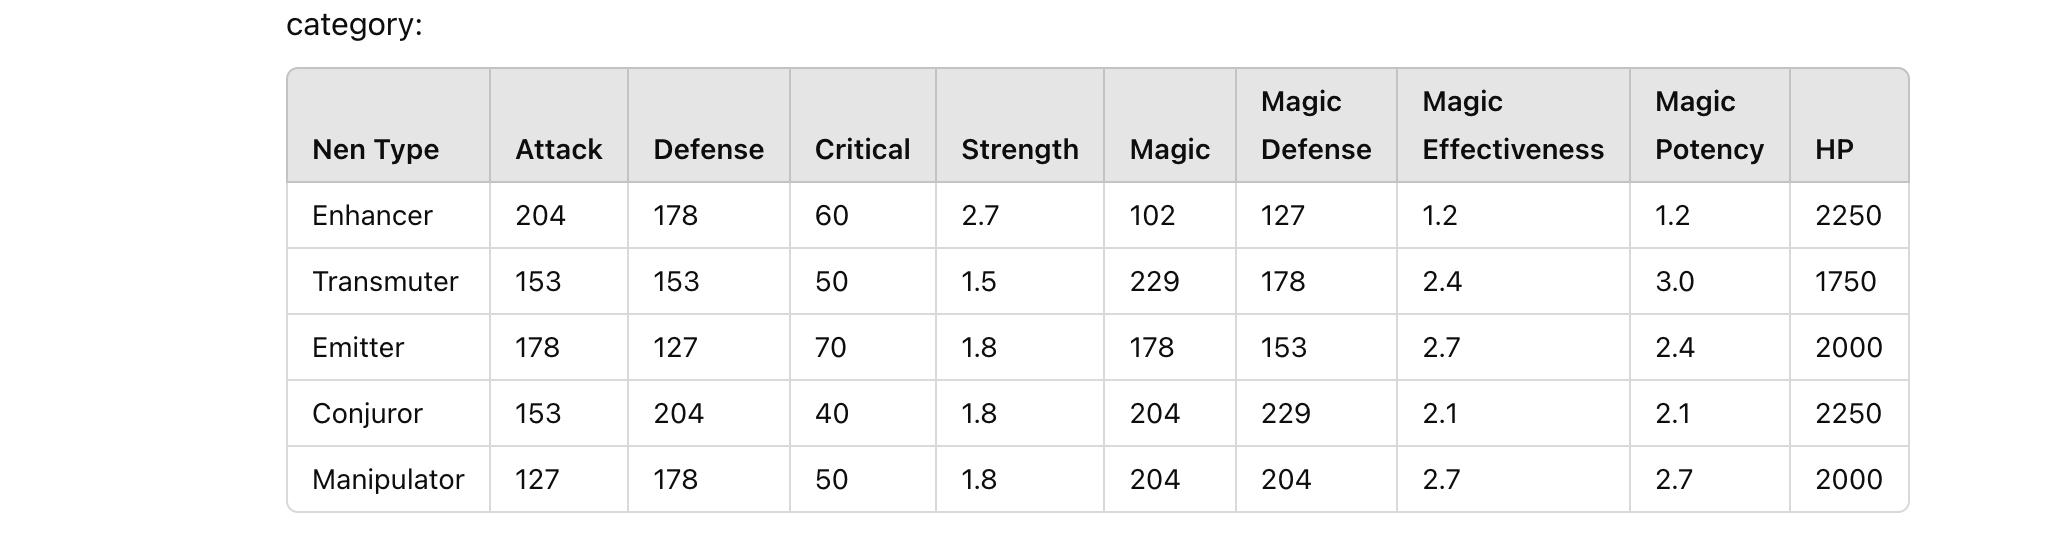 category:
Nen Type Attack Defense Critical Strength Magic Magic Defense Magic Effectiveness Magic Potency HP
Enhancer 204 178 60 2.7 102 127 1.2 1.2 2250
Transmuter 153 153 50 1.5 229 178 2.4 3.0 1750
Emitter 178 127 70 1.8 178 153 2.7 2.4 2000
Conjuror 153 204 40 1.8 204 229 2.1 2.1 2250
Manipulator 127 178 50 1.8 204 204 2.7 2.7 2000